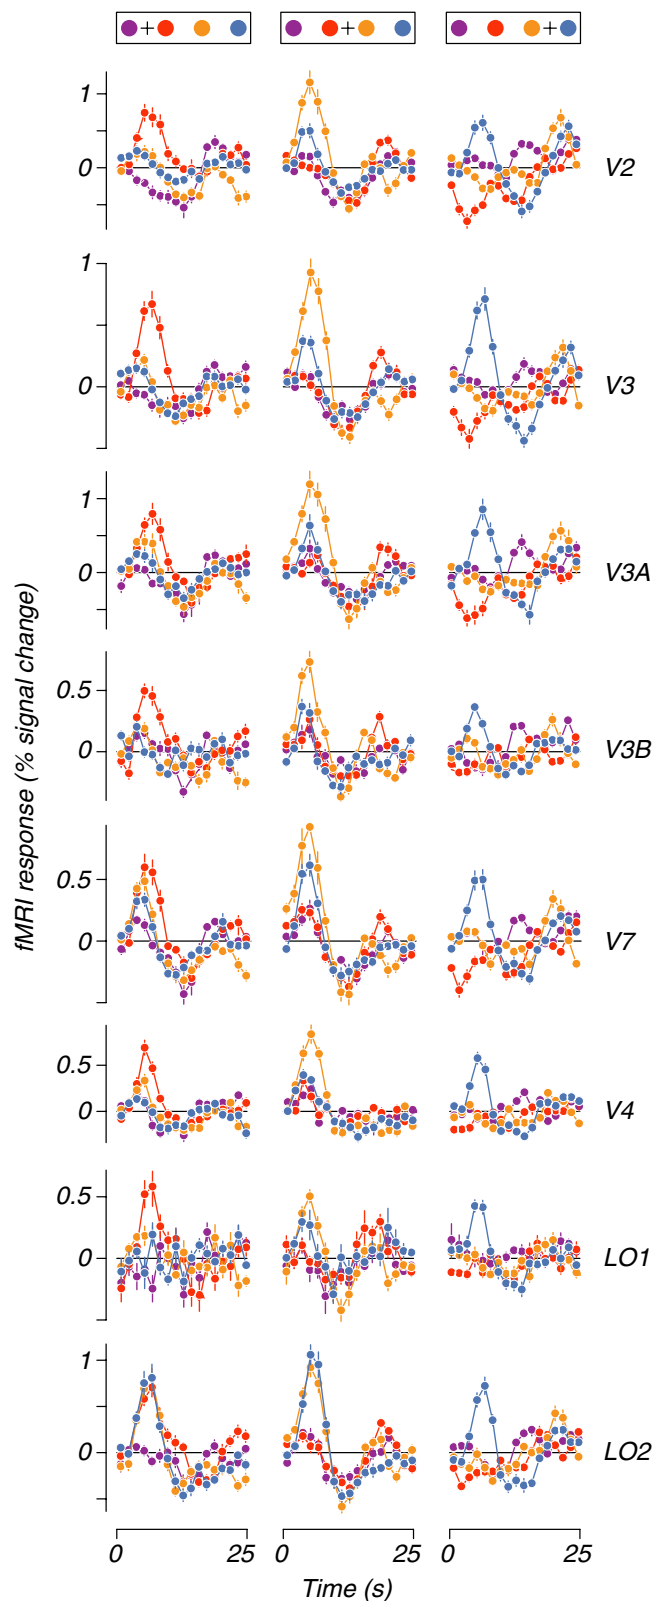 + + +
1
0
V2
1
0
V3
1
0
V3A
0.5
0
V3B
fMRI response (% signal change)
0.5
0
V7
0.5
0
V4
0.5
0
LO1
1
0
LO2
0 25 0 25 0 25
Time (s)